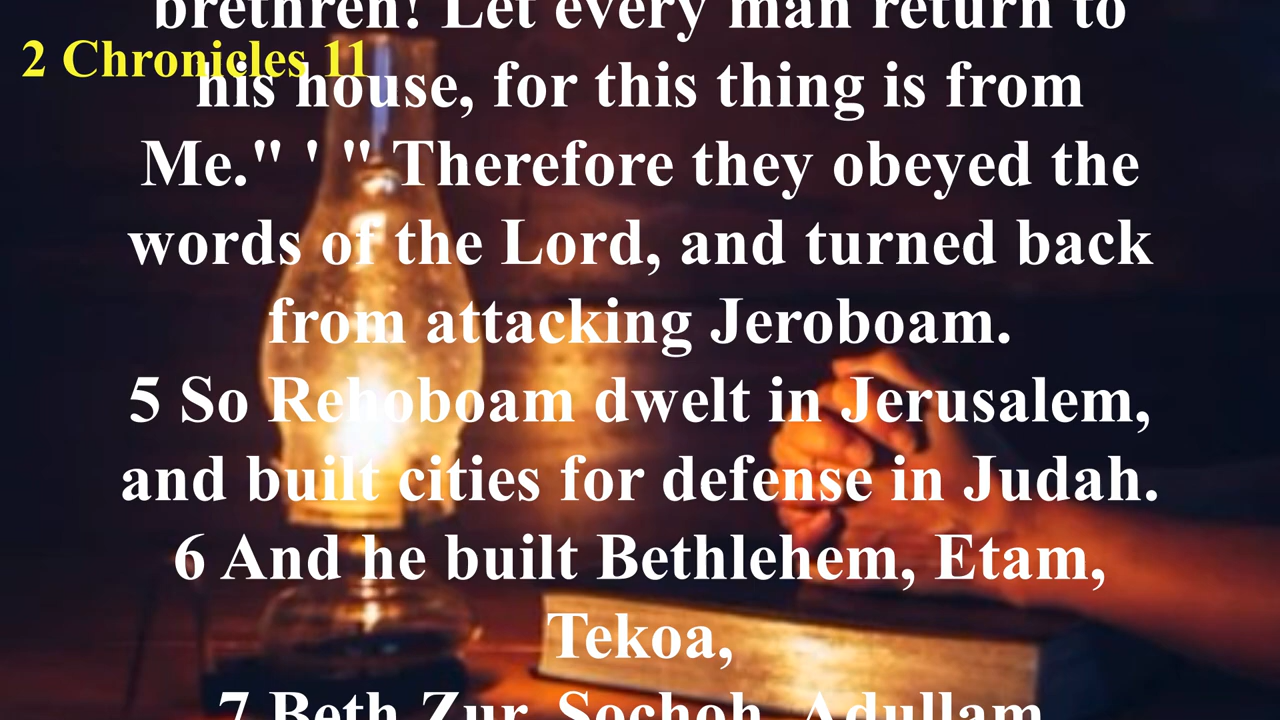 brethren! Let every man return to
2 Chronicles 11
his house, for this thing is from
Me." ' " Therefore they obeyed the
words of the Lord, and turned back
from attacking Jeroboam.
5 So Rehoboam dwelt in Jerusalem,
and built cities for defense in Judah.
6 And he built Bethlehem, Etam,
Tekoa,
7 Beth Zur, Sochoh, Adullam,